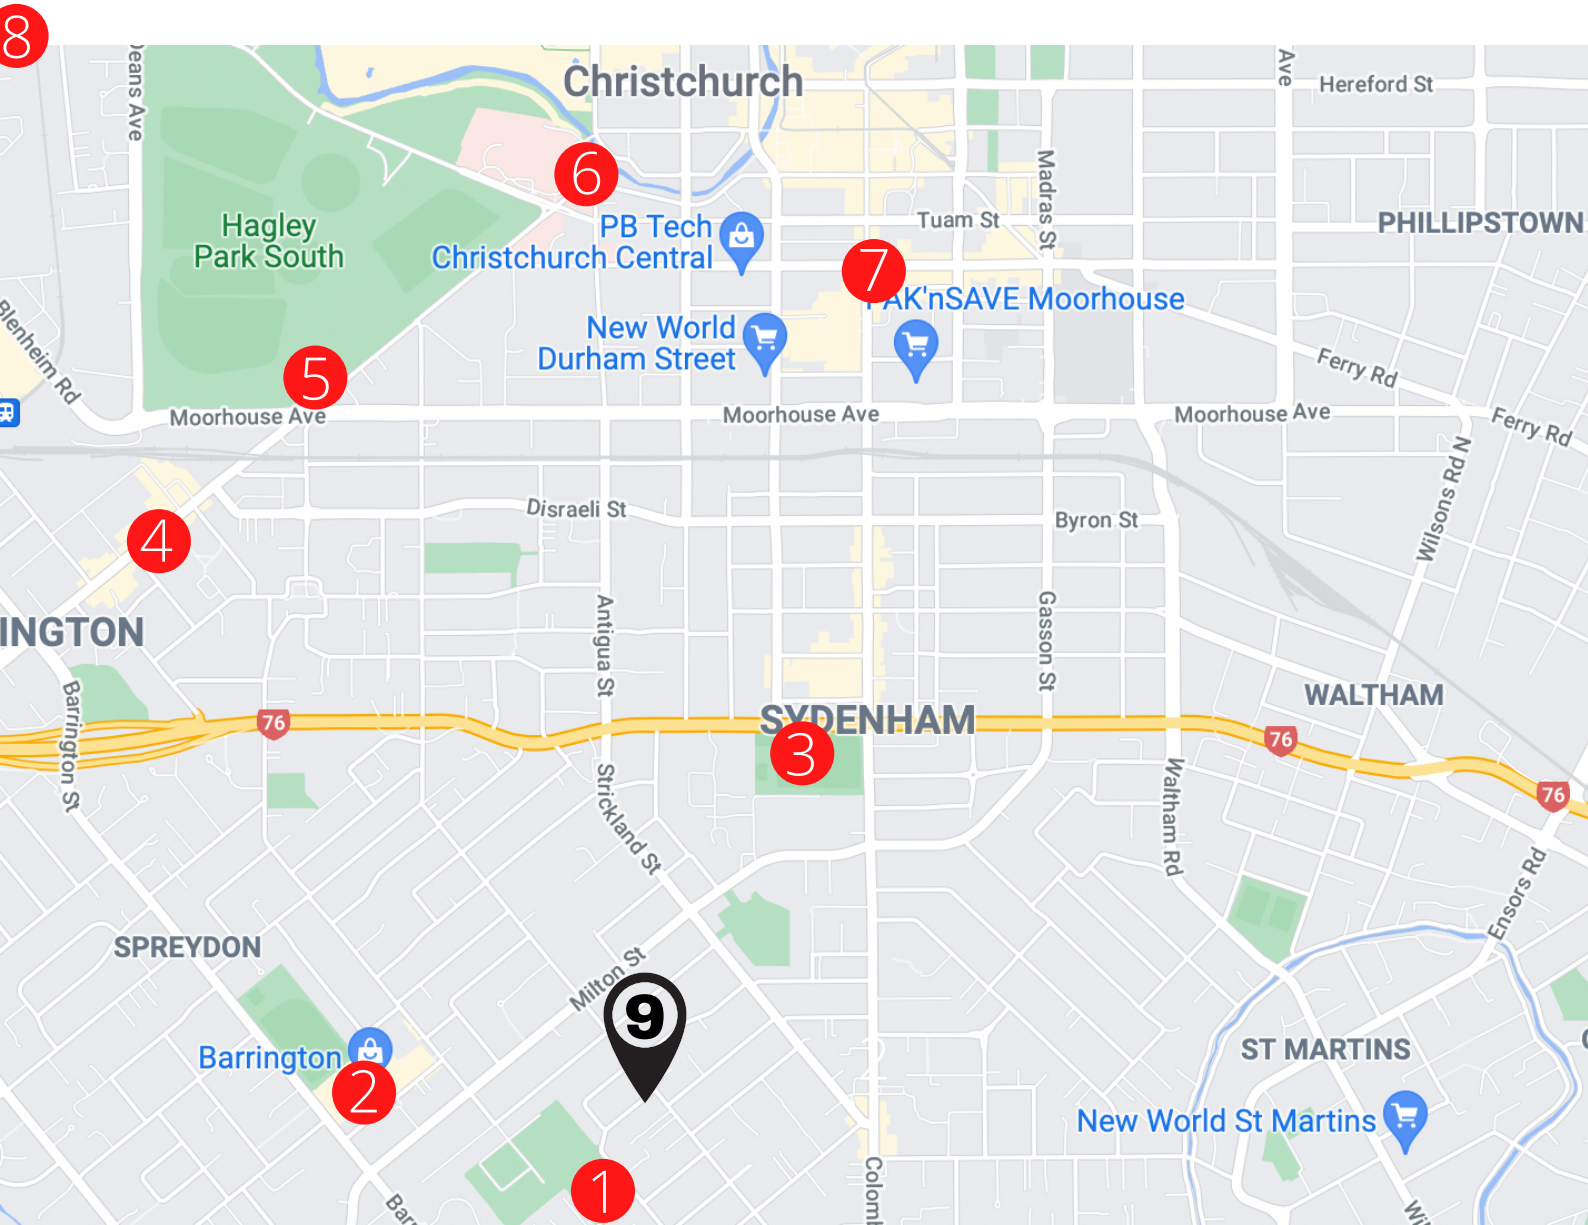 8
Deans Ave
Christchurch
Ave
Hereford St
6
Madras St
Hagley
Park South
PB Tech
Christchurch Central
Tuam St
PHILLIPSTOWN
7
PAK'nSAVE Moorhouse
Blenheim Rd
New World
Durham Street
5
Ferry Rd
Moorhouse Ave
Moorhouse Ave
Moorhouse Ave
Ferry Rd
Wilsons Rd N
4
Disraeli St
Byron St
INGTON
Antigua St
Gasson St
Barrington St
WALTHAM
76
SYDENHAM
76
3
76
Strickland St
Waltham Rd
Ensors Rd
SPREYDON
Milton St
9
Barrington
2
ST MARTINS
New World St Martins
1
Colomb
Barr
Wil